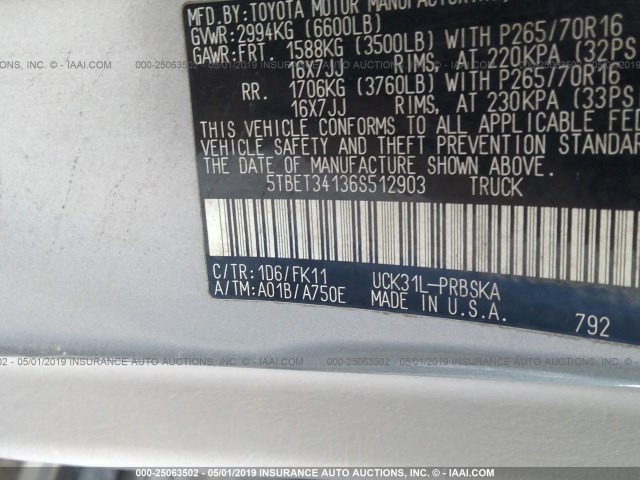 MFD.BY: TOYOTA MOTOR
GVWR: 2994KG (6600LB)
GAWR: FRT. 1588KG (3500LB) WITH P265/70R16
16X7JJ RIMS, AT 220KPA (32PS
RR. 1706KG (3760LB) WITH P265/70R16
16X7JJ RIMS, AT 230KPA (33PS
THIS VEHICLE CONFORMS TO ALL APPLICABLE FEDE
VEHICLE SAFETY AND THEFT PREVENTION STANDAR
THE DATE OF MANUFACTURE SHOWN ABOVE.
5TBET34136S512903 TRUCK
C/TR: 1D6/FK11 UCK31L-PRBSKA
A/TM: A01B/A750E MADE IN U.S.A. 792
000-25063502 - 05/01/2019 INSURANCE AUTO AUCTIONS, INC. - © IAAI.COM